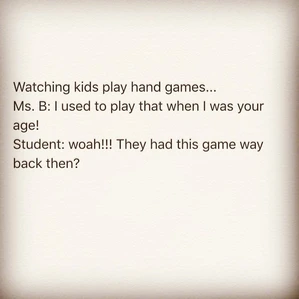 Watching kids play hand games...
Ms. B: I used to play that when I was your
age!
Student: woah!!! They had this game way
back then?